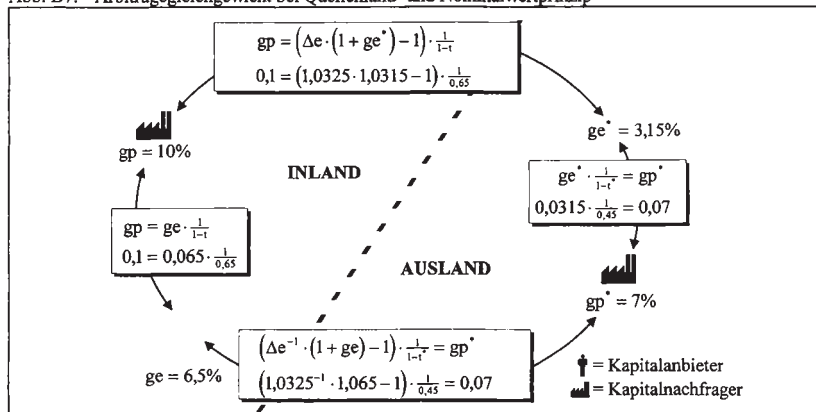 Abb. B7: Arbitragegleichgewicht bei Quellenland- und Nominalwertprinzip
gp = (Δe · (1 + ge*) − 1) · 1/(1−t)
0,1 = (1,0325 · 1,0315 − 1) · 1/0,65
gp = 10%
ge* = 3,15%
INLAND
ge* · 1/(1−t*) = gp*
0,0315 · 1/0,45 = 0,07
gp = ge · 1/(1−t)
0,1 = 0,065 · 1/0,65
AUSLAND
gp* = 7%
(Δe⁻¹ · (1 + ge) − 1) · 1/(1−t*) = gp*
(1,0325⁻¹ · 1,065 − 1) · 1/0,45 = 0,07
ge = 6,5%
= Kapitalanbieter
= Kapitalnachfrager